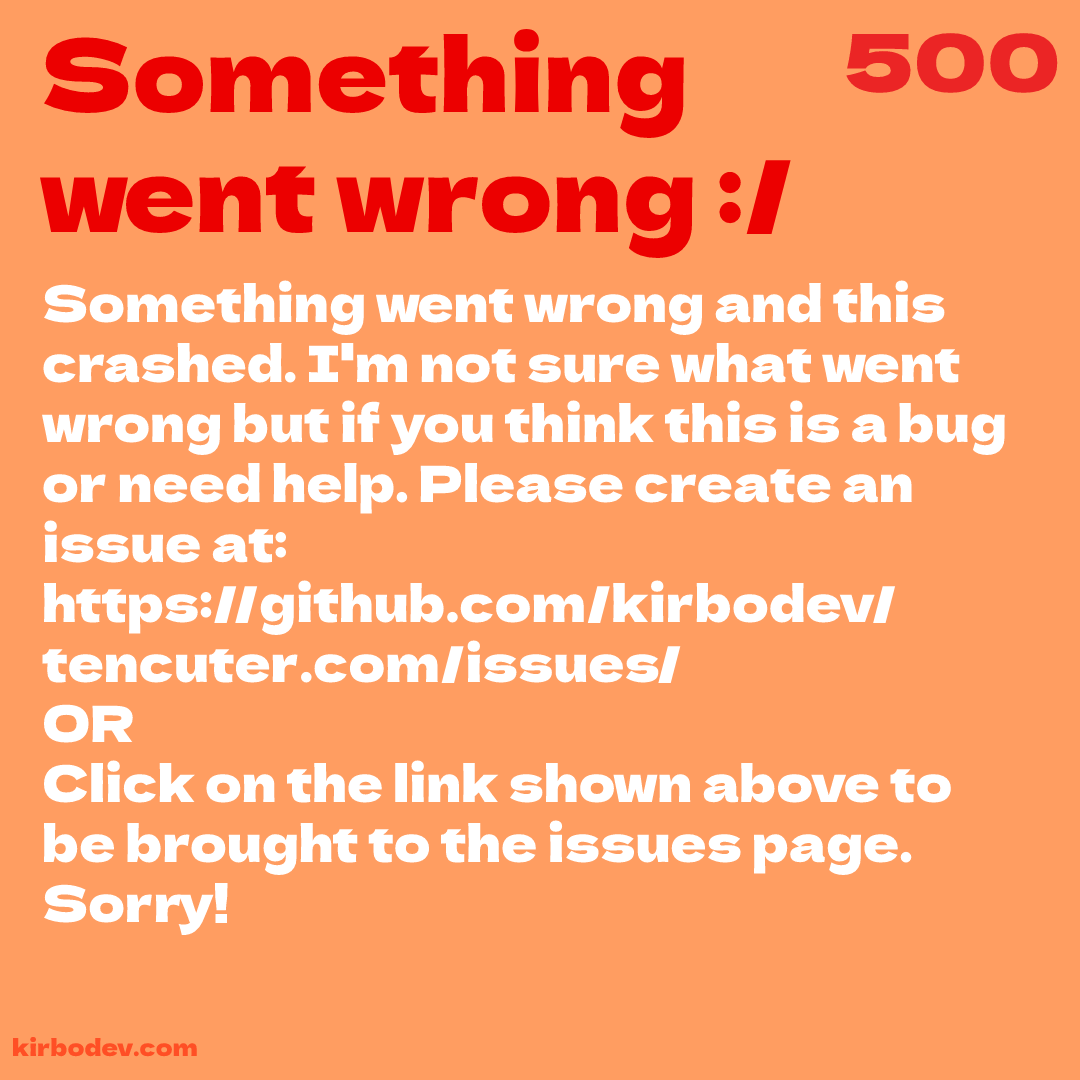 Something
500
went wrong :/
Something went wrong and this
crashed. I'm not sure what went
wrong but if you think this is a bug
or need help. Please create an
issue at:
https://github.com/kirbodev/
tencuter.com/issues/
OR
Click on the link shown above to
be brought to the issues page.
Sorry!
kirbodev.com